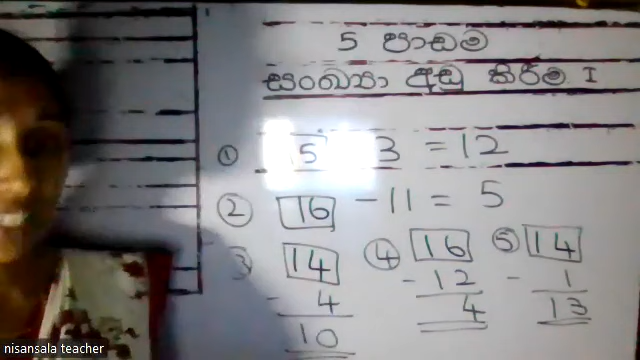 5 පාඩම
සංඛ්‍යා අඩු කිරීම I
① 15 3 = 12
② 16 - 11 = 5
③ 14 ④ 16 ⑤ 14
- 4 - 12 - 1
10 4 13
nisansala teacher